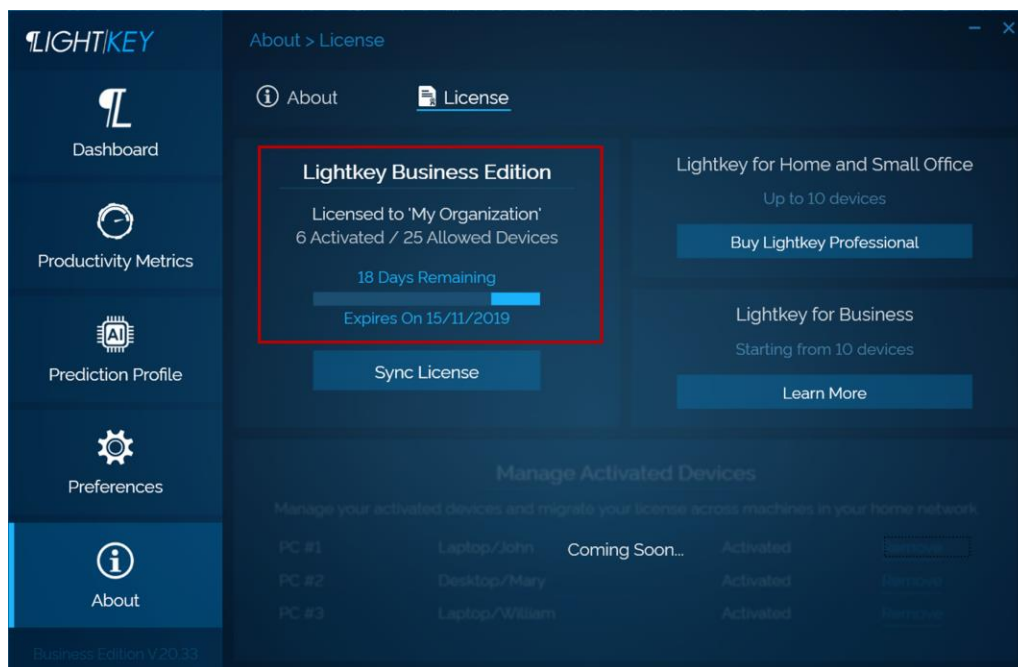 LIGHT|KEY
About > License
About
License
Dashboard
Productivity Metrics
Prediction Profile
Preferences
About
Business Edition V20.33
Lightkey Business Edition
Licensed to 'My Organization'
6 Activated / 25 Allowed Devices
18 Days Remaining
Expires On 15/11/2019
Sync License
Lightkey for Home and Small Office
Up to 10 devices
Buy Lightkey Professional
Lightkey for Business
Starting from 10 devices
Learn More
Manage Activated Devices
Manage your activated devices and migrate your license across machines in your home network
PC #1 Laptop/John Activated Remove
Coming Soon...
PC #2 Desktop/Mary Activated Remove
PC #3 Laptop/William Activated Remove